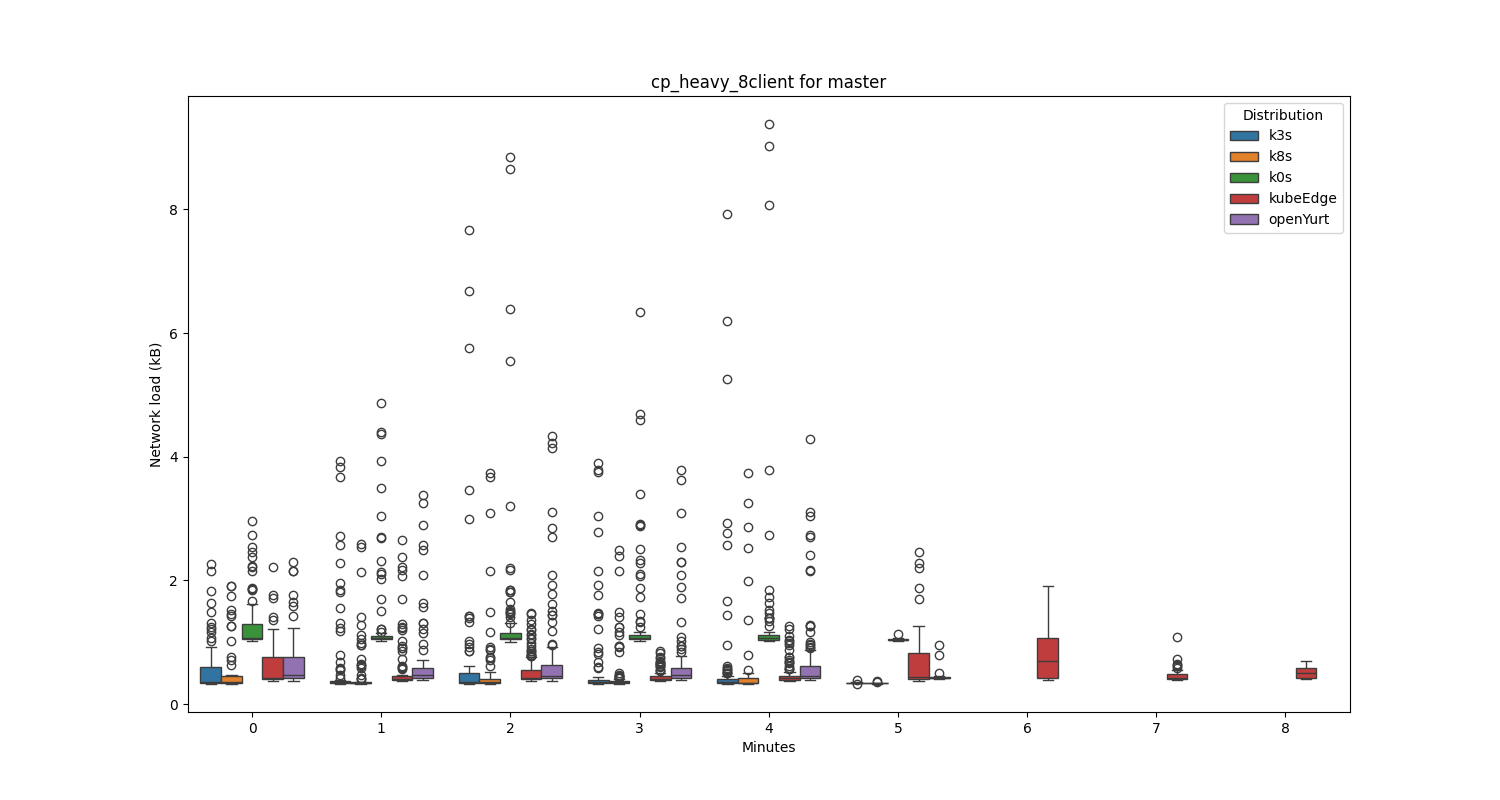 cp_heavy_8client for master
Network load (kB)
8
6
4
2
0
0 1 2 3 4 5 6 7 8
Minutes
Distribution
k3s
k8s
k0s
kubeEdge
openYurt